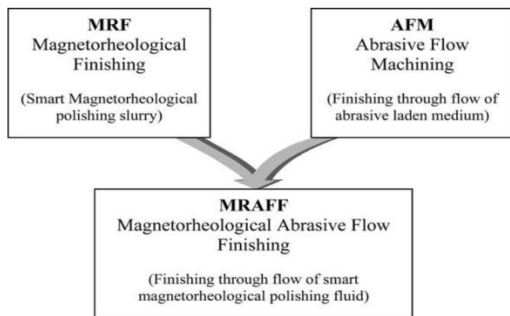 MRF
Magnetorheological
Finishing
(Smart Magnetorheological
polishing slurry)
AFM
Abrasive Flow
Machining
(Finishing through flow of
abrasive laden medium)
MRAFF
Magnetorheological Abrasive Flow
Finishing
(Finishing through flow of smart
magnetorheological polishing fluid)